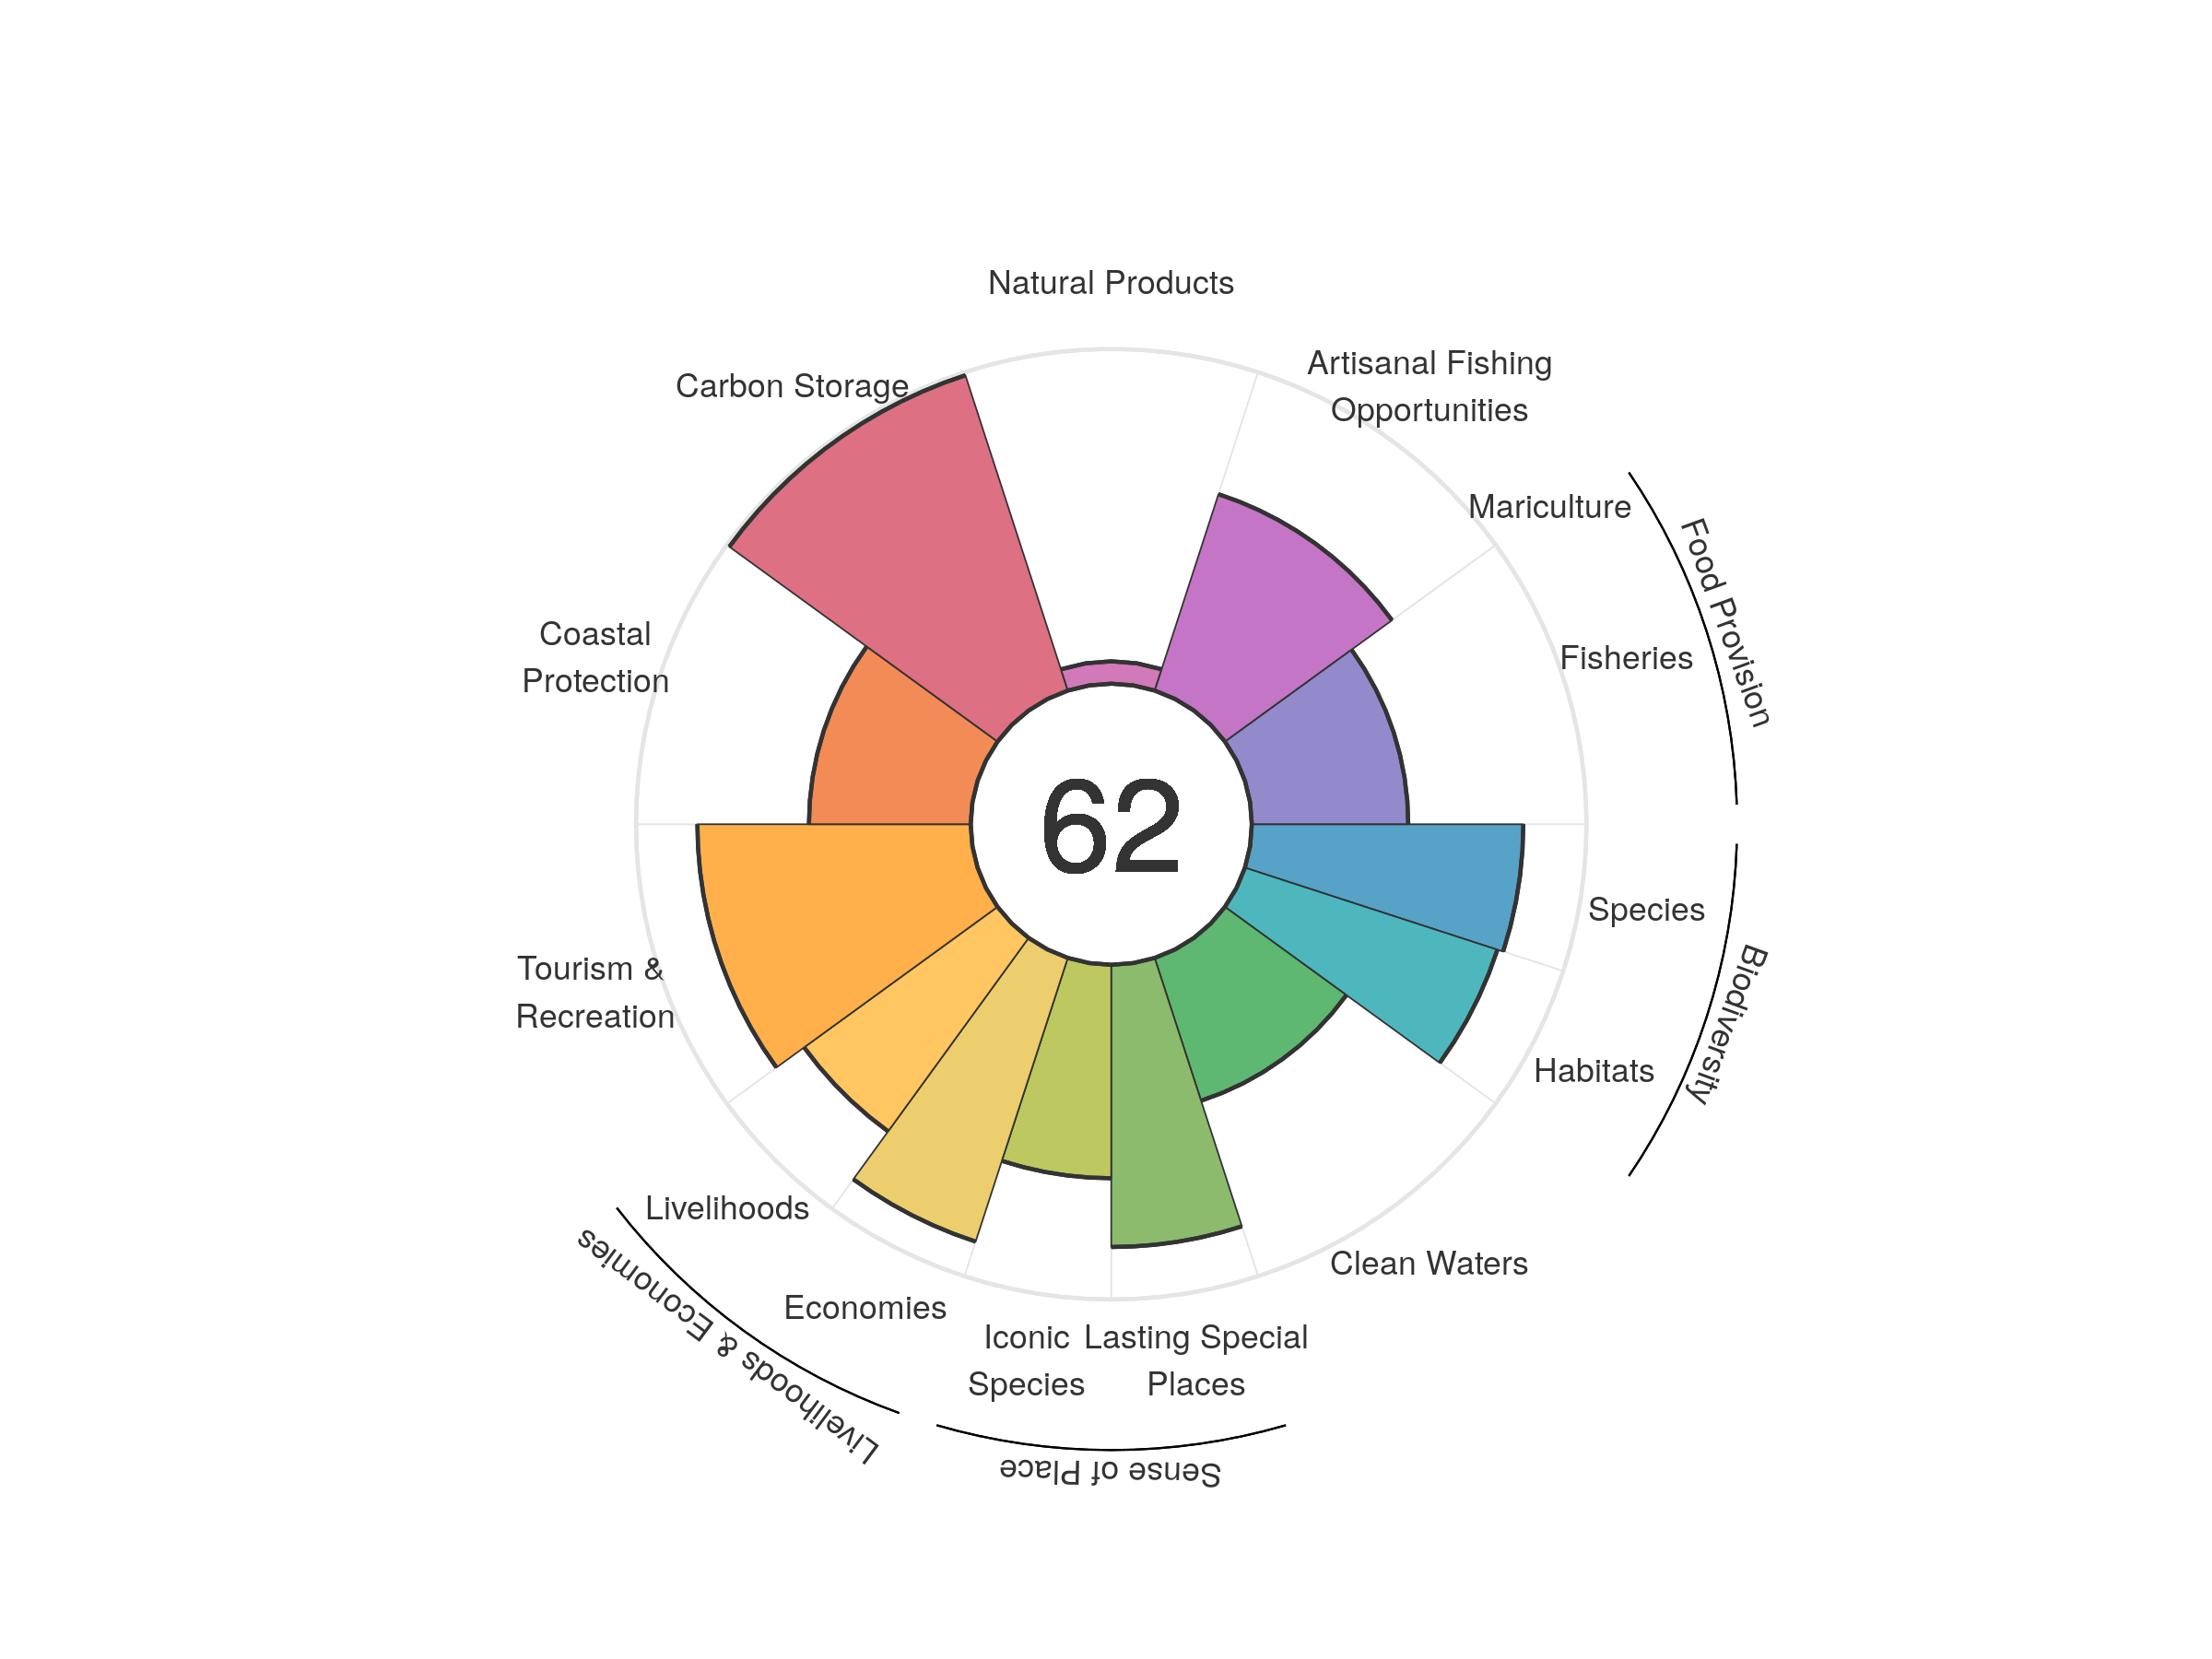 Natural Products
Artisanal Fishing
Opportunities
Carbon Storage
Mariculture
Food Provision
Fisheries
Coastal
Protection
62
Species
Biodiversity
Tourism &
Recreation
Habitats
Livelihoods
Clean Waters
Economies
Livelihoods & Economies
Iconic
Species
Lasting Special
Places
Sense of Place